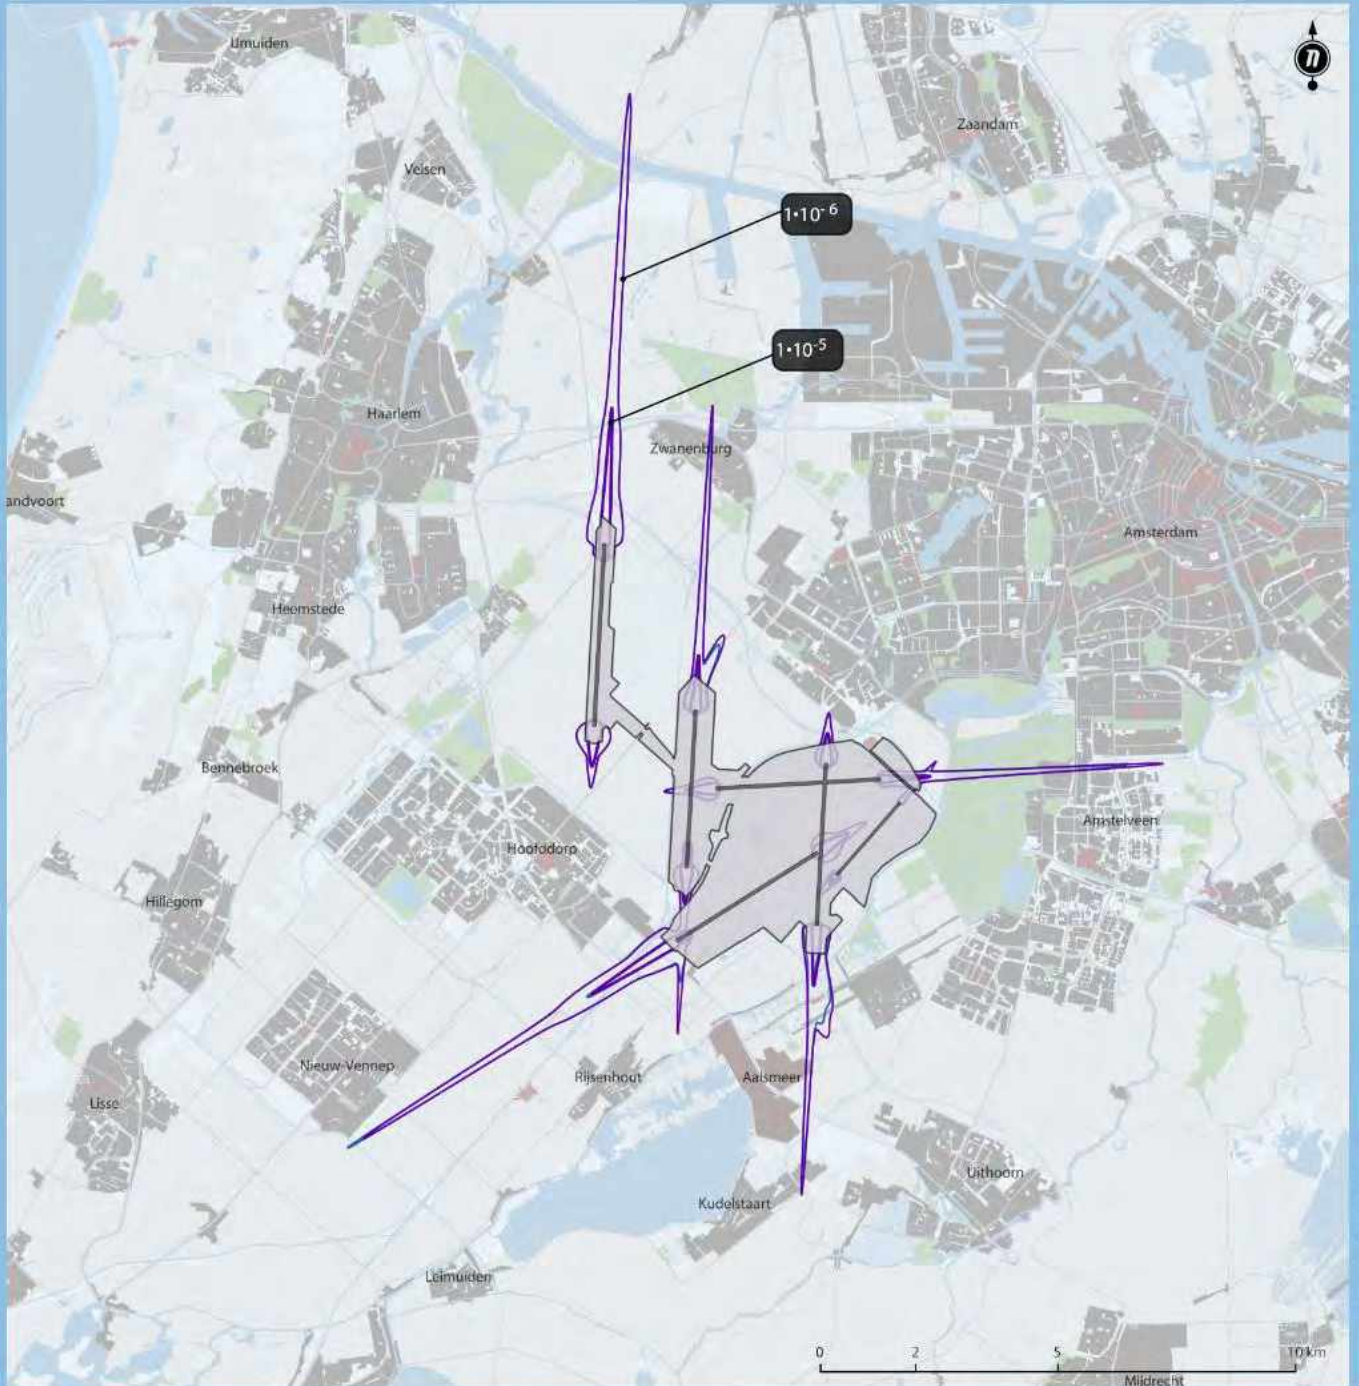 IJmuiden
n
Zaandam
Velsen
1•10-6
1•10-5
Haarlem
Zwanenburg
andvoort
Amsterdam
Heemstede
Bennebroek
Amstelveen
Hoofddorp
Hillegom
Nieuw-Vennep
Rijsenhout
Aalsmeer
Lisse
Uithoorn
Kudelstaart
Leimuiden
0 2 5 10 km
Mijdrecht